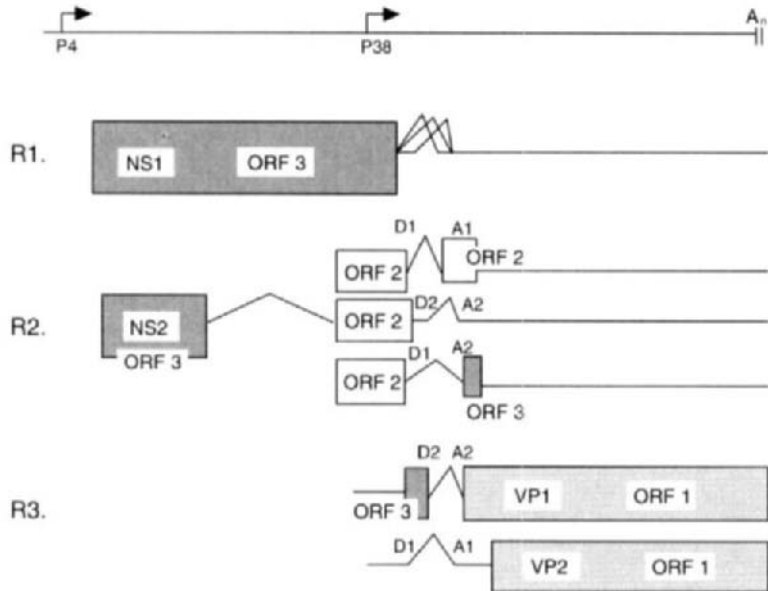 An
P4 P38
R1. NS1 ORF 3
D1 A1
ORF 2 ORF 2
D2 A2
R2. NS2 ORF 2
ORF 3
D1 A2
ORF 2
ORF 3
D2 A2
R3. VP1 ORF 1
ORF 3
D1 A1
VP2 ORF 1